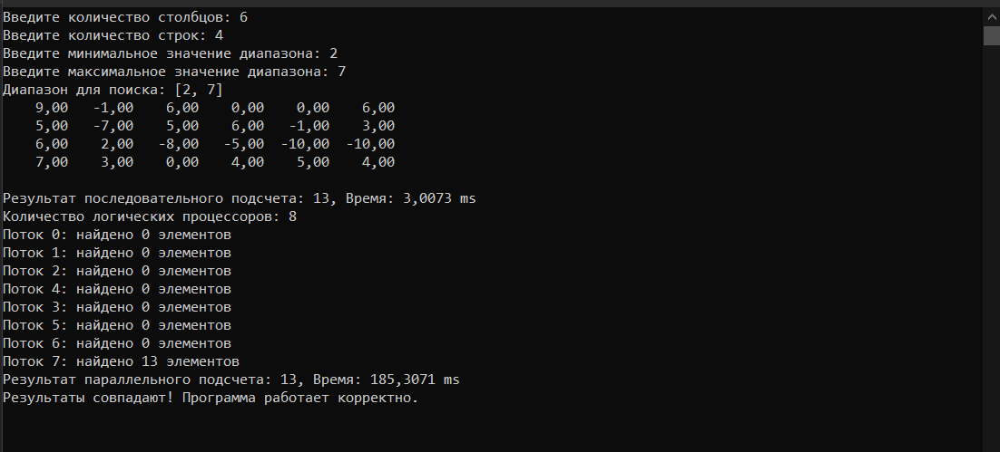 Введите количество столбцов: 6
Введите количество строк: 4
Введите минимальное значение диапазона: 2
Введите максимальное значение диапазона: 7
Диапазон для поиска: [2, 7]
9,00 -1,00 6,00 0,00 0,00 6,00
5,00 -7,00 5,00 6,00 -1,00 3,00
6,00 2,00 -8,00 -5,00 -10,00 -10,00
7,00 3,00 0,00 4,00 5,00 4,00
Результат последовательного подсчета: 13, Время: 3,0073 ms
Количество логических процессоров: 8
Поток 0: найдено 0 элементов
Поток 1: найдено 0 элементов
Поток 2: найдено 0 элементов
Поток 4: найдено 0 элементов
Поток 3: найдено 0 элементов
Поток 5: найдено 0 элементов
Поток 6: найдено 0 элементов
Поток 7: найдено 13 элементов
Результат параллельного подсчета: 13, Время: 185,3071 ms
Результаты совпадают! Программа работает корректно.